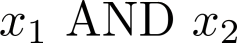 x₁ AND x₂